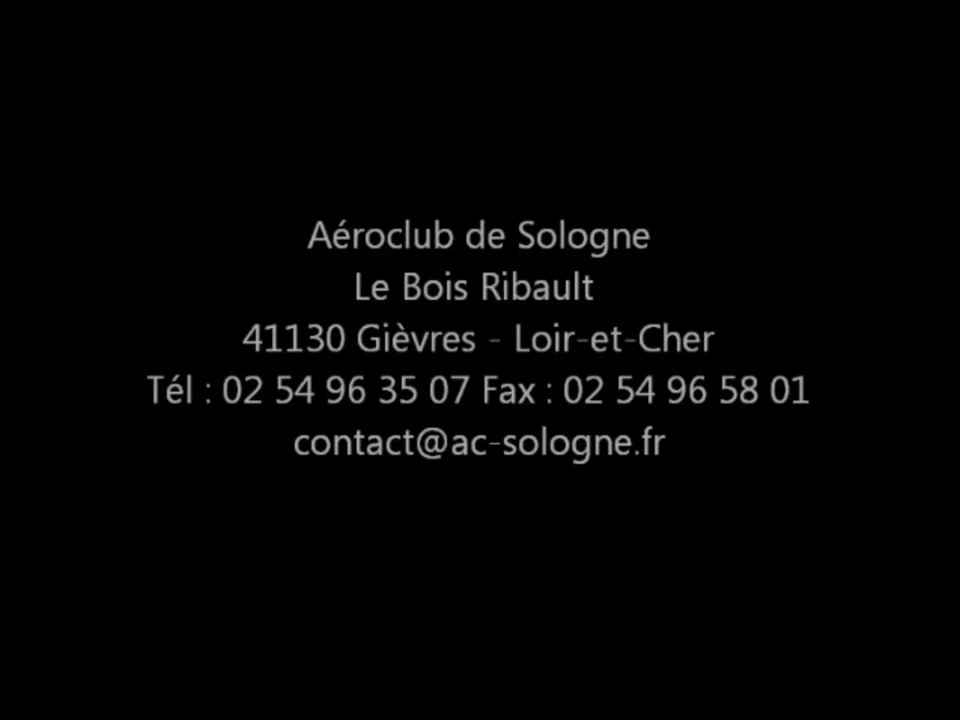 Aéroclub de Sologne
Le Bois Ribault
41130 Gièvres - Loir-et-Cher
Tél : 02 54 96 35 07 Fax : 02 54 96 58 01
contact@ac-sologne.fr